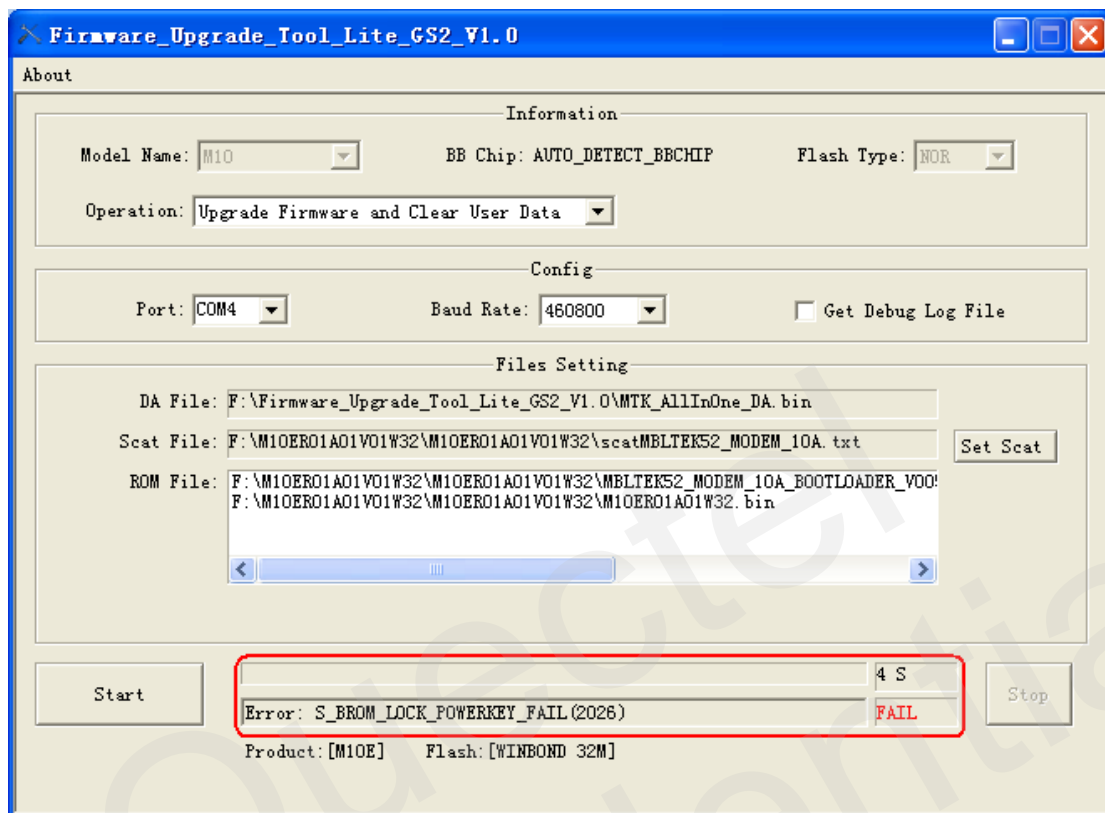 Firmware_Upgrade_Tool_Lite_GS2_V1.0
About
Information
Model Name: M10 BB Chip: AUTO_DETECT_BBCHIP Flash Type: NOR
Operation: Upgrade Firmware and Clear User Data
Config
Port: COM4 Baud Rate: 460800 Get Debug Log File
Files Setting
DA File: F:\Firmware_Upgrade_Tool_Lite_GS2_V1.0\MTK_AllInOne_DA.bin
Scat File: F:\M10ER01A01V01W32\M10ER01A01V01W32\scatMBLTEK52_MODEM_10A.txt Set Scat
ROM File: F:\M10ER01A01V01W32\M10ER01A01V01W32\MBLTEK52_MODEM_10A_BOOTLOADER_V005
F:\M10ER01A01V01W32\M10ER01A01V01W32\M10ER01A01W32.bin
4 S
Start Error: S_BROM_LOCK_POWERKEY_FAIL(2026) FAIL Stop
Product:[M10E] Flash:[WINBOND 32M]
Quectel